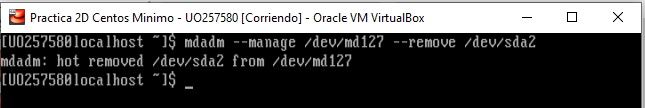 Practica 2D Centos Minimo - UO257580 [Corriendo] - Oracle VM VirtualBox
[UO257580@localhost ~]$ mdadm --manage /dev/md127 --remove /dev/sda2
mdadm: hot removed /dev/sda2 from /dev/md127
[UO257580@localhost ~]$ _